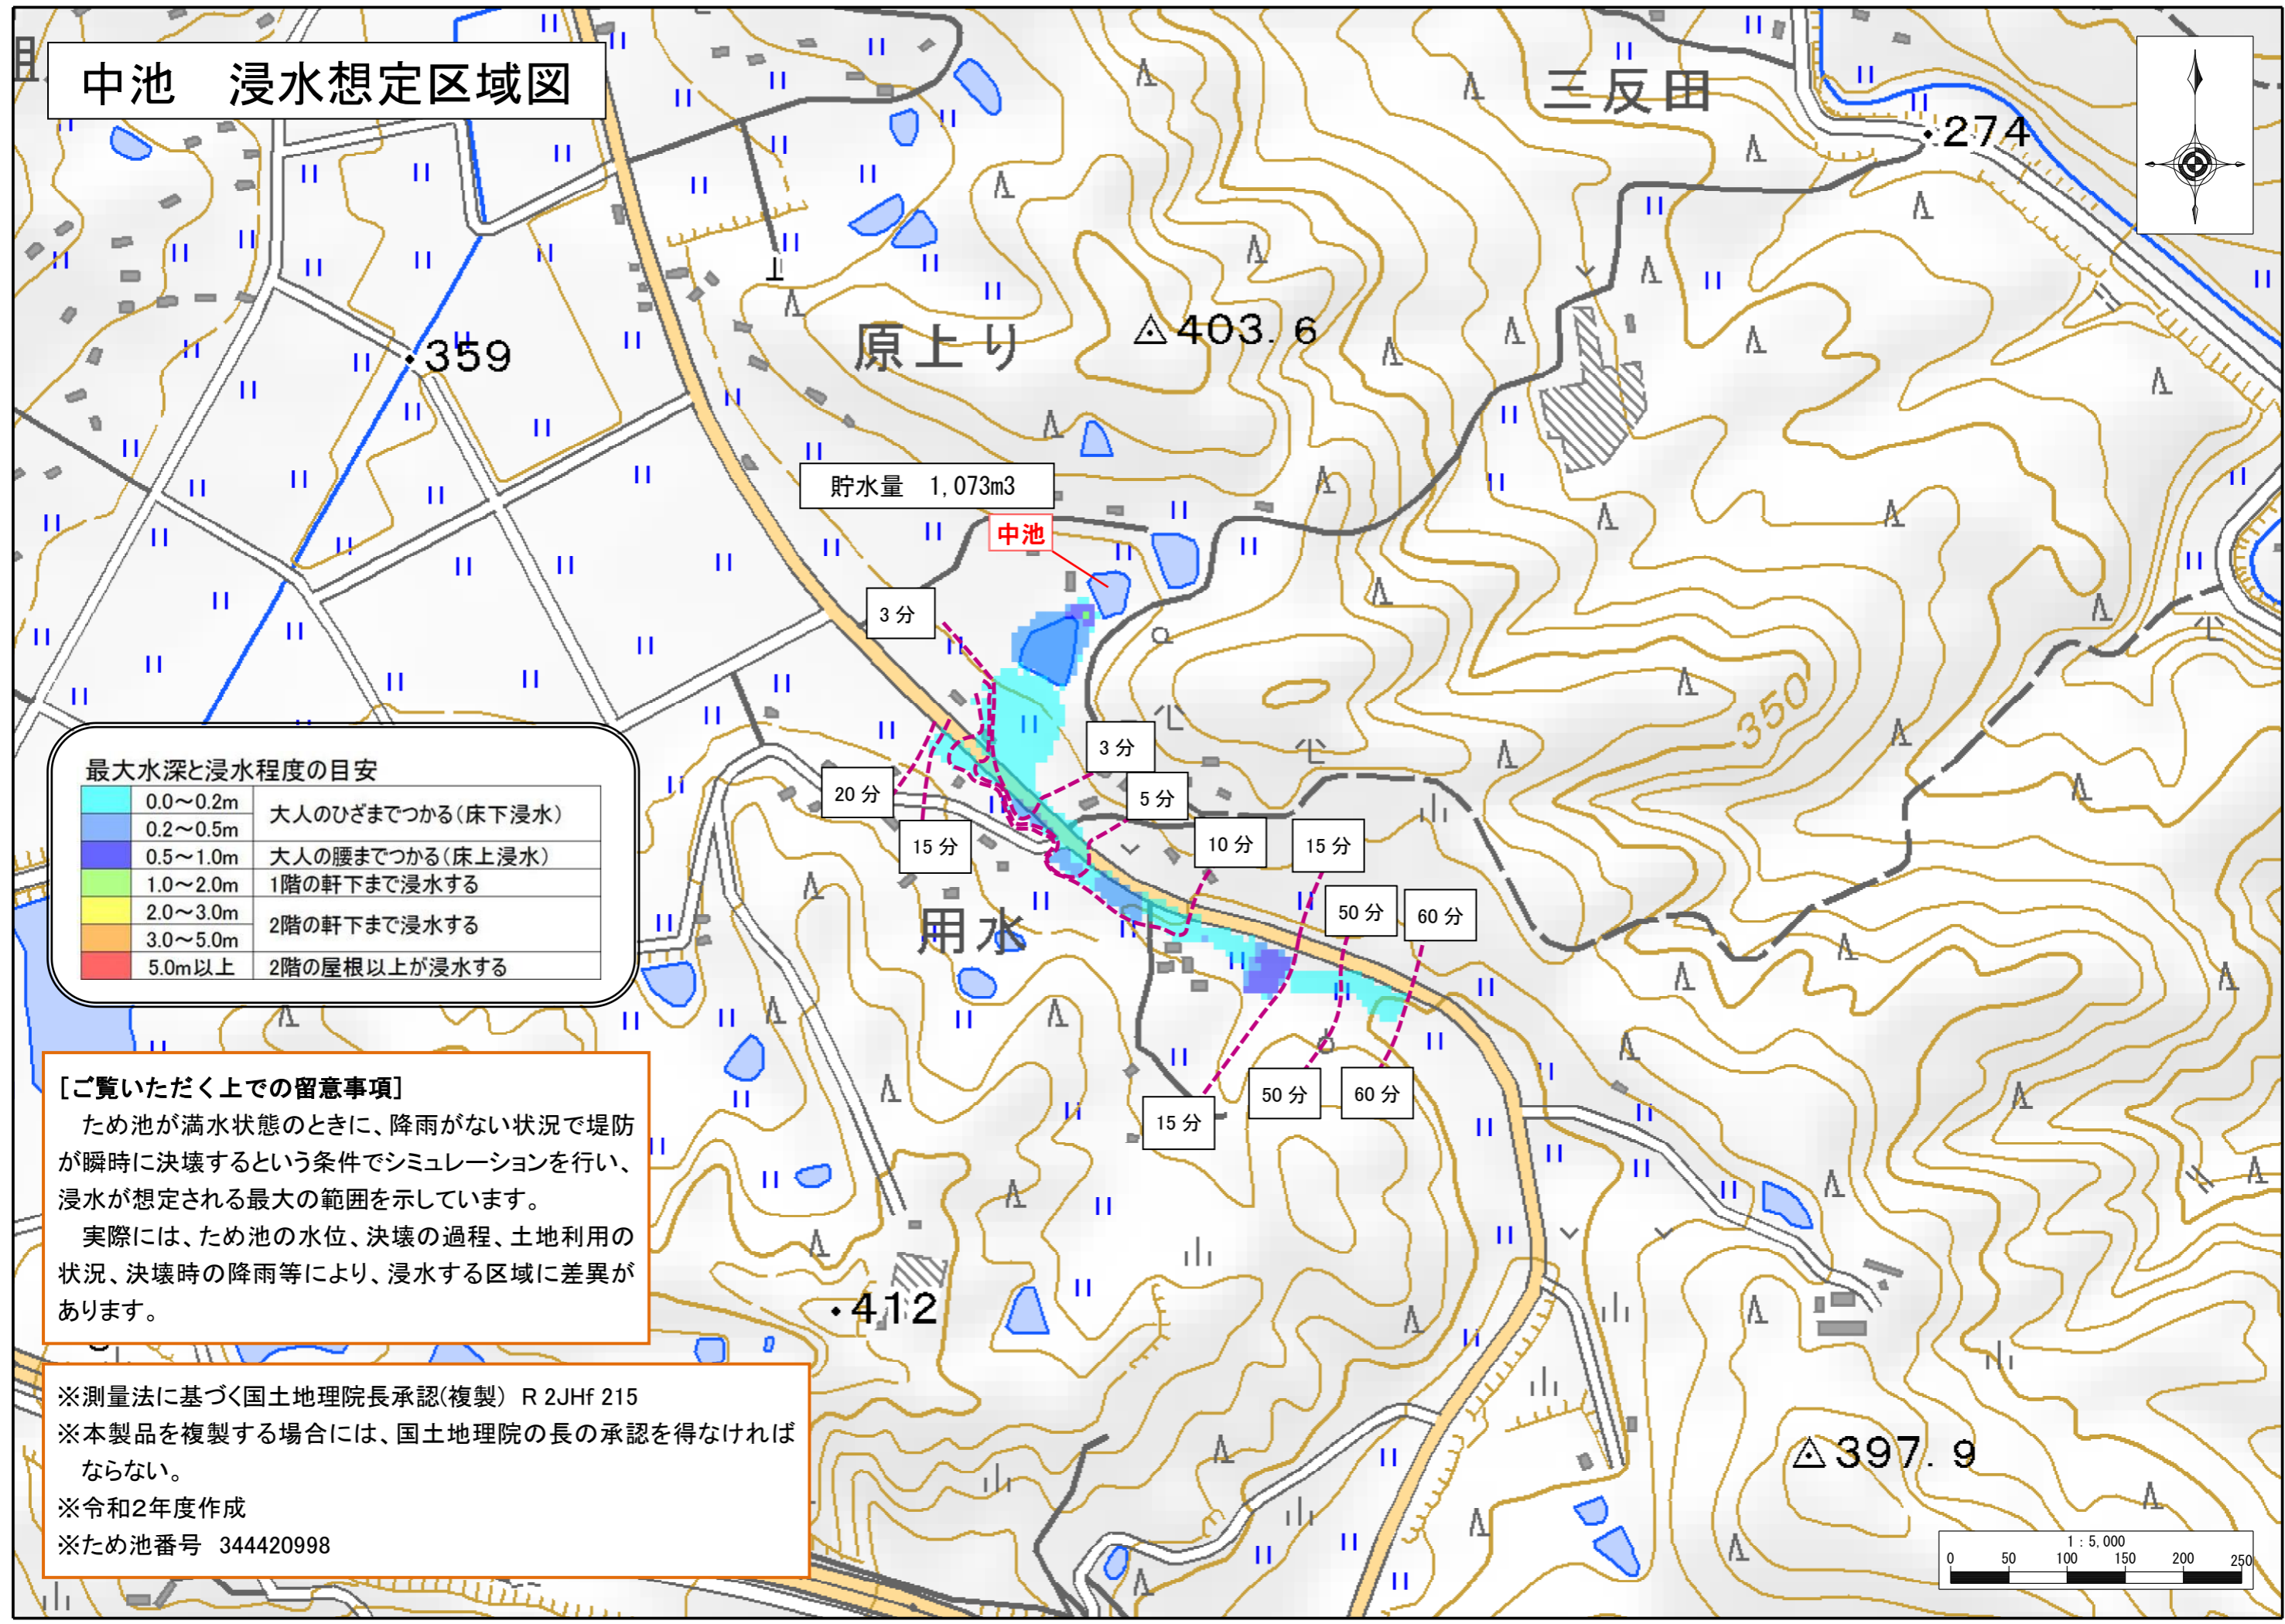 中池　浸水想定区域図
三反田
274
359
原上り
403.6
貯水量　1,073m3
中池
3分
350
3分
5分
20分
15分
10分
15分
50分
60分
用水
最大水深と浸水程度の目安
0.0～0.2m
大人のひざまでつかる（床下浸水）
0.2～0.5m
0.5～1.0m　大人の腰までつかる（床上浸水）
1.0～2.0m　1階の軒下まで浸水する
2.0～3.0m
2階の軒下まで浸水する
3.0～5.0m
5.0m以上　2階の屋根以上が浸水する
15分
50分
60分
[ご覧いただく上での留意事項]
ため池が満水状態のときに、降雨がない状況で堤防
が瞬時に決壊するという条件でシミュレーションを行い、
浸水が想定される最大の範囲を示しています。
実際には、ため池の水位、決壊の過程、土地利用の
状況、決壊時の降雨等により、浸水する区域に差異が
あります。
412
※測量法に基づく国土地理院長承認(複製)　R 2JHf 215
※本製品を複製する場合には、国土地理院の長の承認を得なければ
ならない。
※令和2年度作成
※ため池番号　344420998
397.9
1：5,000
0　50　100　150　200　250